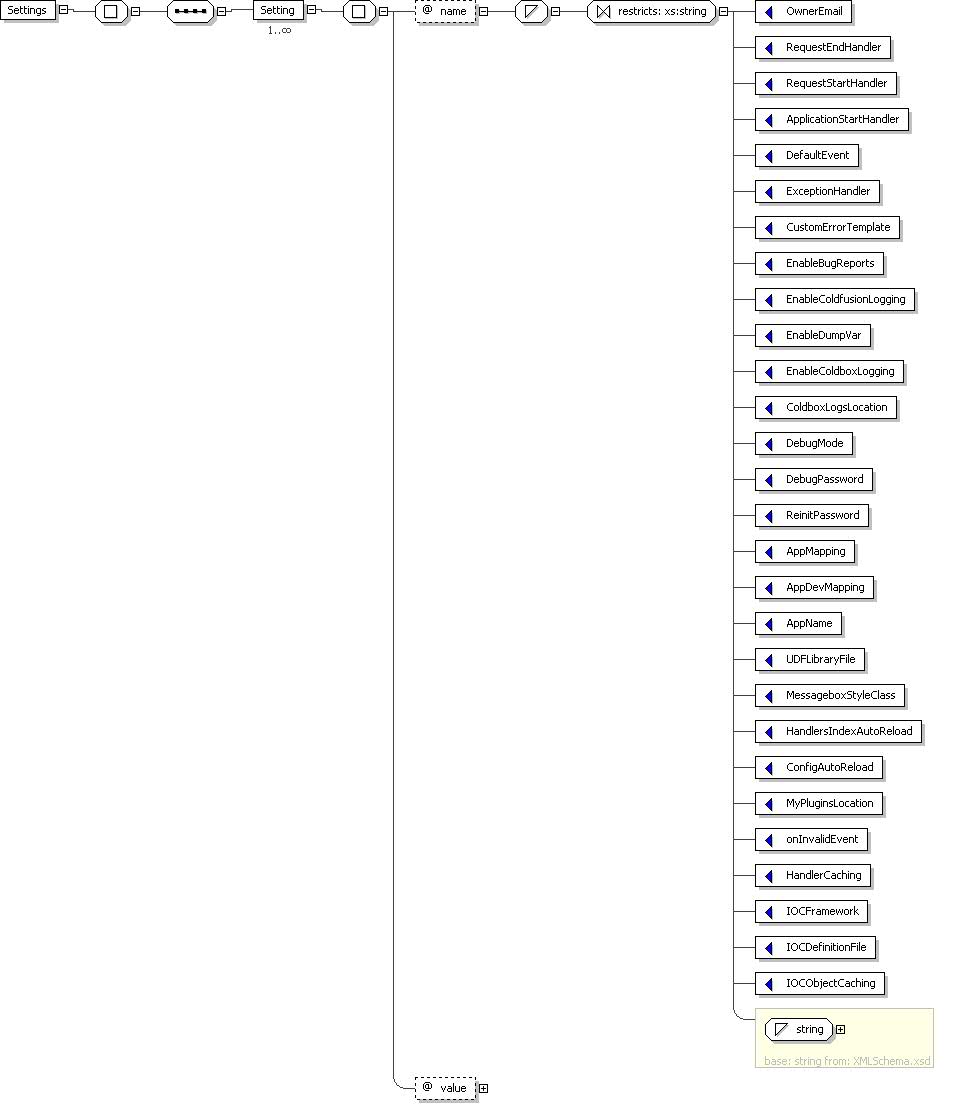 Settings
Setting
1..∞
@ name
restricts: xs:string
OwnerEmail
RequestEndHandler
RequestStartHandler
ApplicationStartHandler
DefaultEvent
ExceptionHandler
CustomErrorTemplate
EnableBugReports
EnableColdfusionLogging
EnableDumpVar
EnableColdboxLogging
ColdboxLogsLocation
DebugMode
DebugPassword
ReinitPassword
AppMapping
AppDevMapping
AppName
UDFLibraryFile
MessageboxStyleClass
HandlersIndexAutoReload
ConfigAutoReload
MyPluginsLocation
onInvalidEvent
HandlerCaching
IOCFramework
IOCDefinitionFile
IOCObjectCaching
string
base: string from: XMLSchema.xsd
@ value